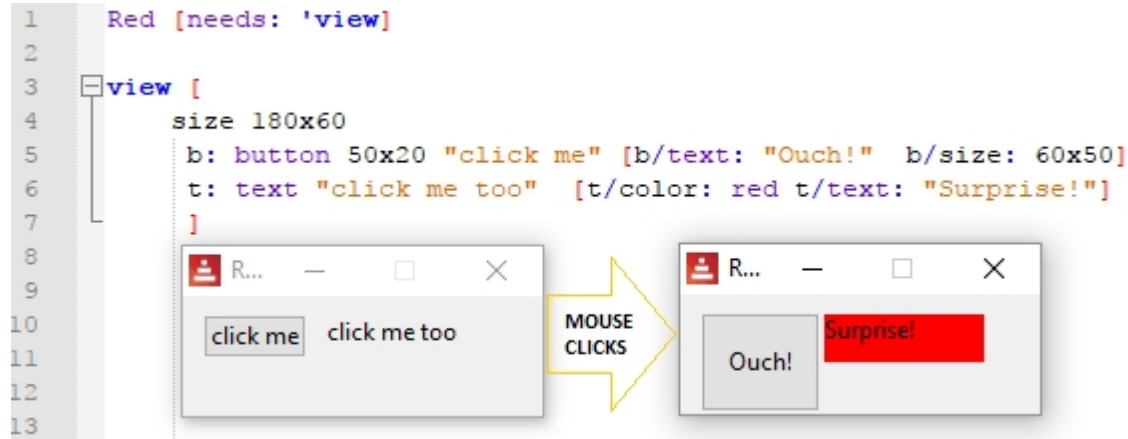 1 Red [needs: 'view]
2
3 view [
4 size 180x60
5 b: button 50x20 "click me" [b/text: "Ouch!" b/size: 60x50]
6 t: text "click me too" [t/color: red t/text: "Surprise!"]
7 ]
8
9
10
11
12
13
R...
click me click me too
MOUSE
CLICKS
R...
Surprise!
Ouch!